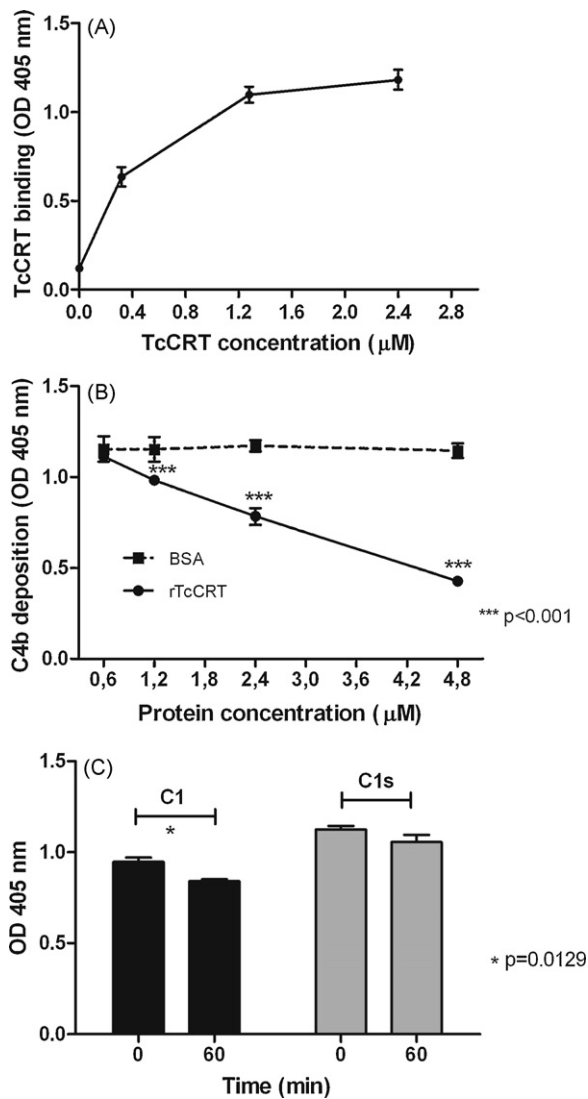 (A)
TcCRT binding (OD 405 nm)
1.5
1.0
0.5
0.0
0.0 0.4 0.8 1.2 1.6 2.0 2.4 2.8
TcCRT concentration (μM)
(B)
C4b deposition (OD 405 nm)
1.5
1.0
0.5
0.0
***
***
***
BSA
rTcCRT
*** p<0.001
0,6 1,2 1,8 2,4 3,0 3,6 4,2 4,8
Protein concentration (μM)
(C)
OD 405 nm
1.5
1.0
0.5
0.0
C1
*
C1s
* p=0.0129
0 60 0 60
Time (min)